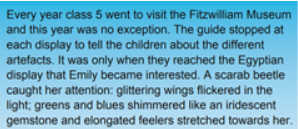 Every year class 5 went to visit the Fitzwilliam Museum
and this year was no exception. The guide stopped at
each display to tell the children about the different
artefacts. It was only when they reached the Egyptian
display that Emily became interested. A scarab beetle
caught her attention: glittering wings flickered in the
light; greens and blues shimmered like an iridescent
gemstone and elongated feelers stretched towards her.